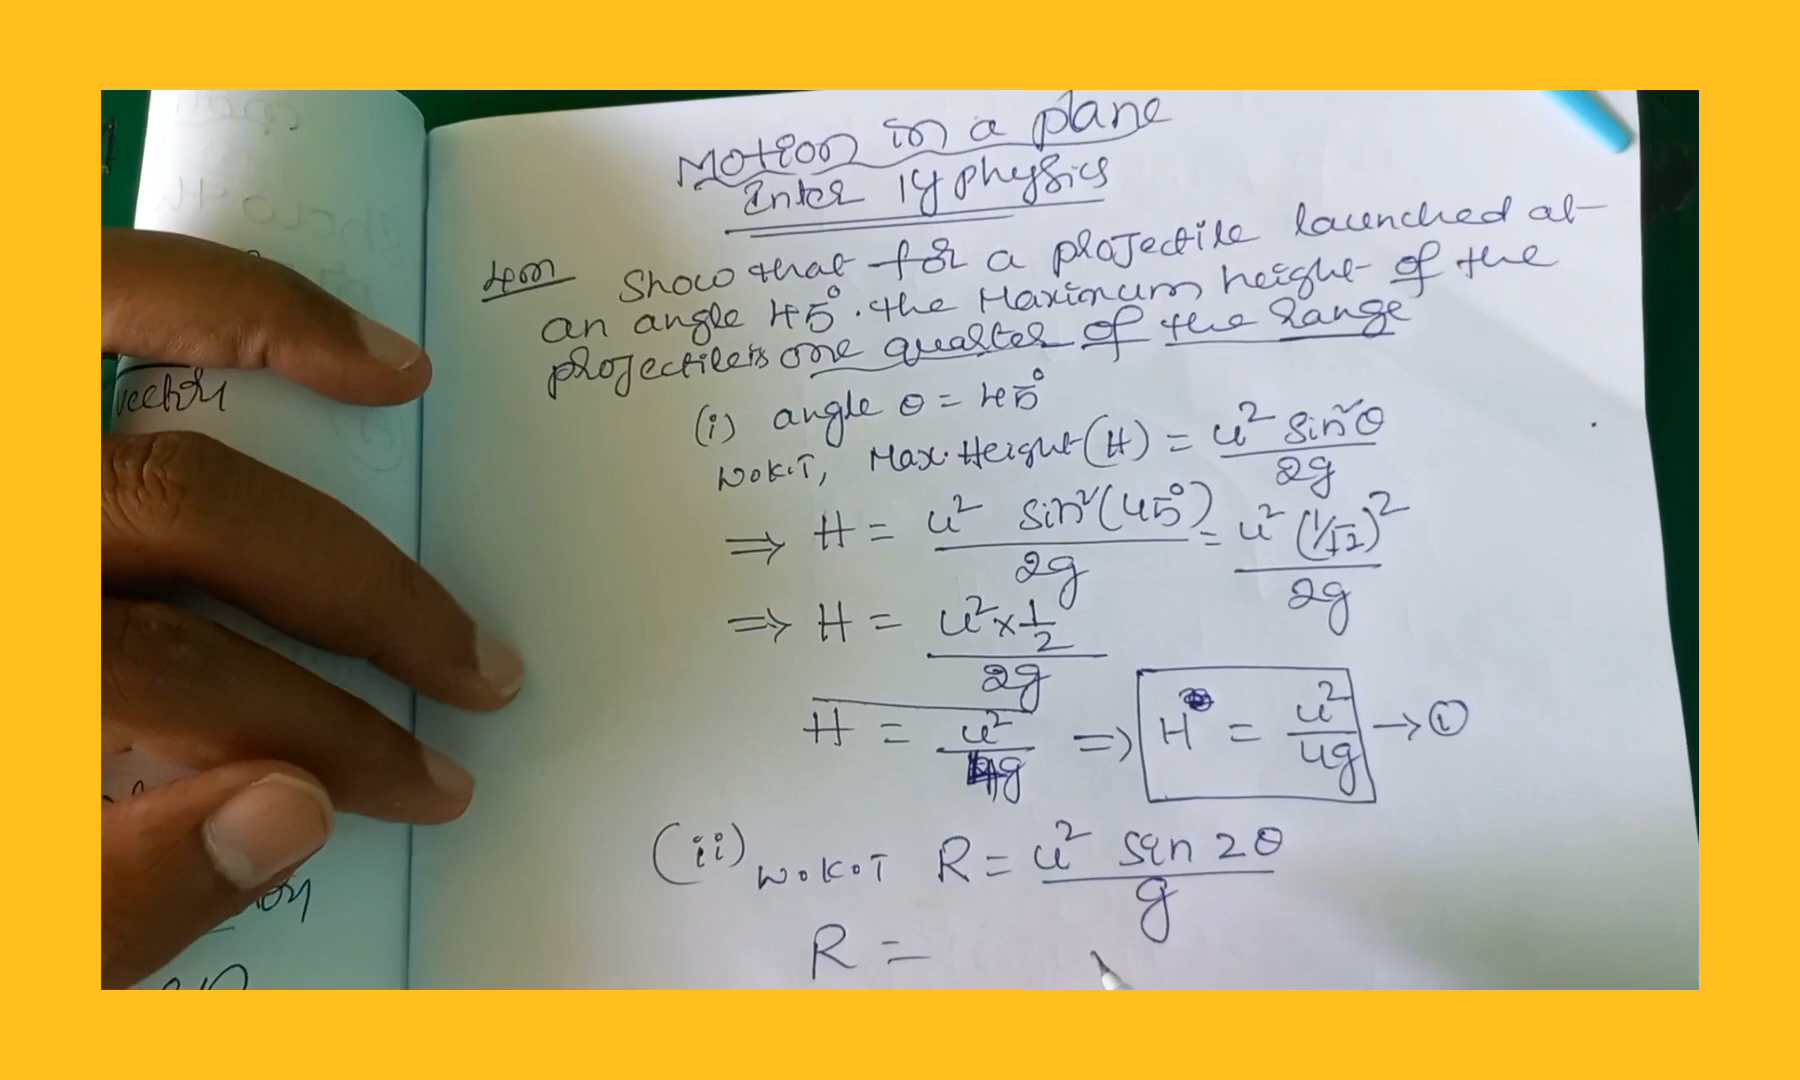 Motion in a plane
Inter 1y physics
4m Show that for a projectile launched at
an angle 45°. the Maximum height of the
projectile is one quarter of the range
(i) angle θ = 45°
W.K.T, Max. Height (H) = u² sin²θ / 2g
⇒ H = u² sin²(45°) / 2g = u² (1/√2)² / 2g
⇒ H = u² × 1/2 / 2g
H = u² / 4g ⇒ H = u² / 4g → ①
(ii) W.K.T R = u² sin 2θ / g
R =
vector